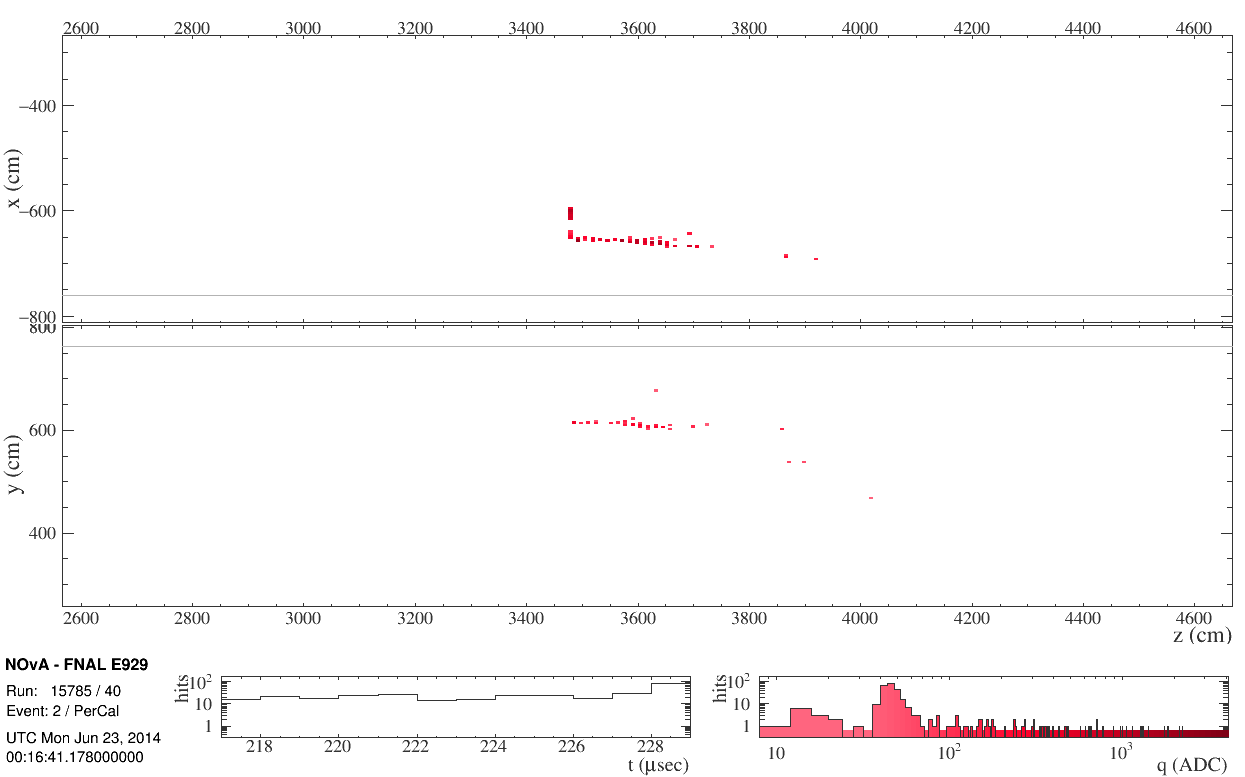 2600 2800 3000 3200 3400 3600 3800 4000 4200 4400 4600
−400
−600
−800
x (cm)
800
600
400
y (cm)
2600 2800 3000 3200 3400 3600 3800 4000 4200 4400 4600
z (cm)
NOvA - FNAL E929
Run: 15785 / 40
Event: 2 / PerCal
UTC Mon Jun 23, 2014
00:16:41.178000000
hits
10²
10
1
218 220 222 224 226 228
t (μsec)
hits
10²
10
1
10 10² 10³
q (ADC)